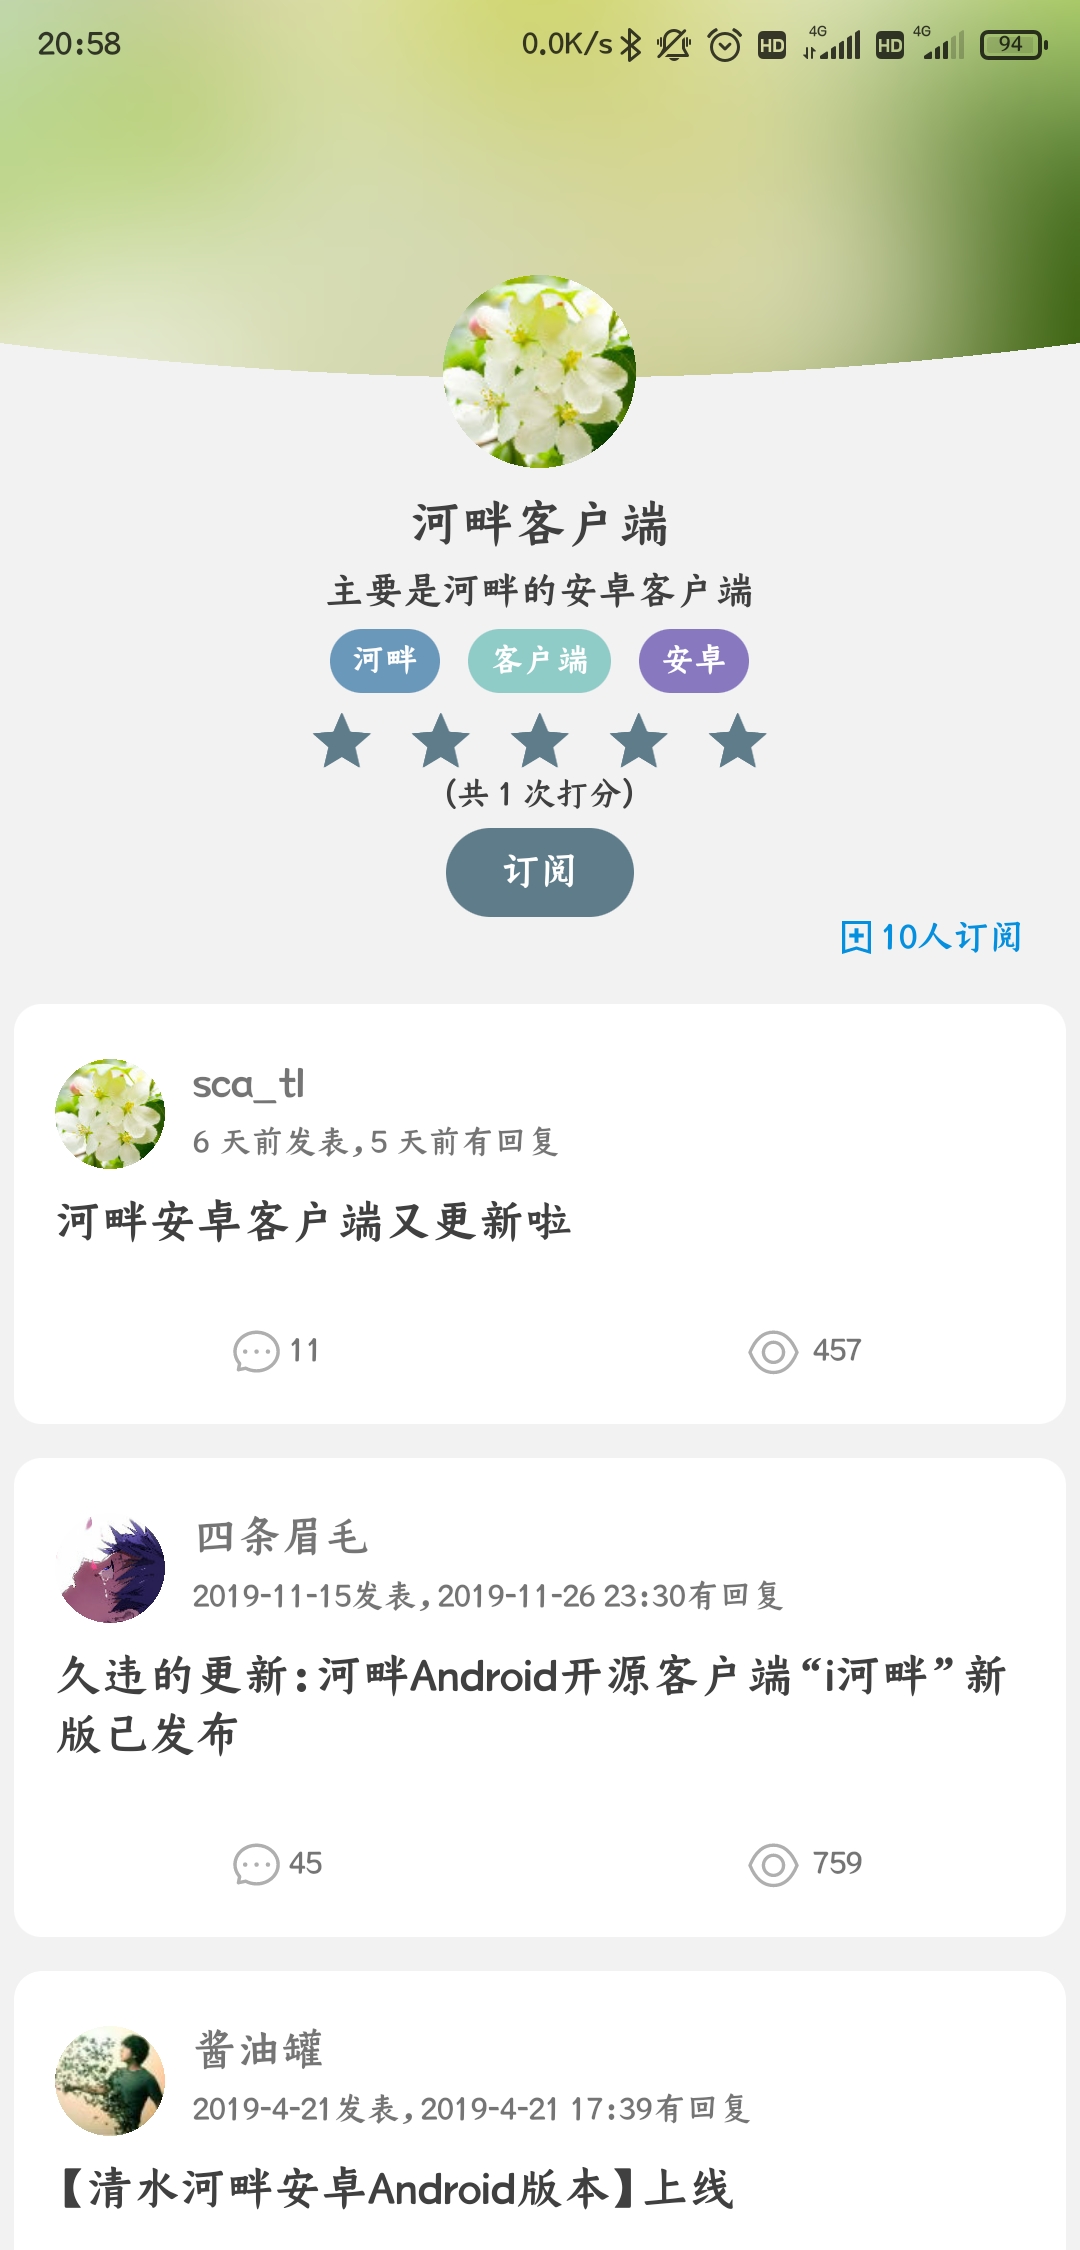 20:58
0.0K/s HD 4G HD 4G 94
河畔客户端
主要是河畔的安卓客户端
河畔 客户端 安卓
(共 1 次打分)
订阅
10人订阅
sca_tl
6 天前发表,5 天前有回复
河畔安卓客户端又更新啦
11 457
四条眉毛
2019-11-15发表,2019-11-26 23:30有回复
久违的更新:河畔Android开源客户端“i河畔”新
版已发布
45 759
酱油罐
2019-4-21发表,2019-4-21 17:39有回复
【清水河畔安卓Android版本】上线